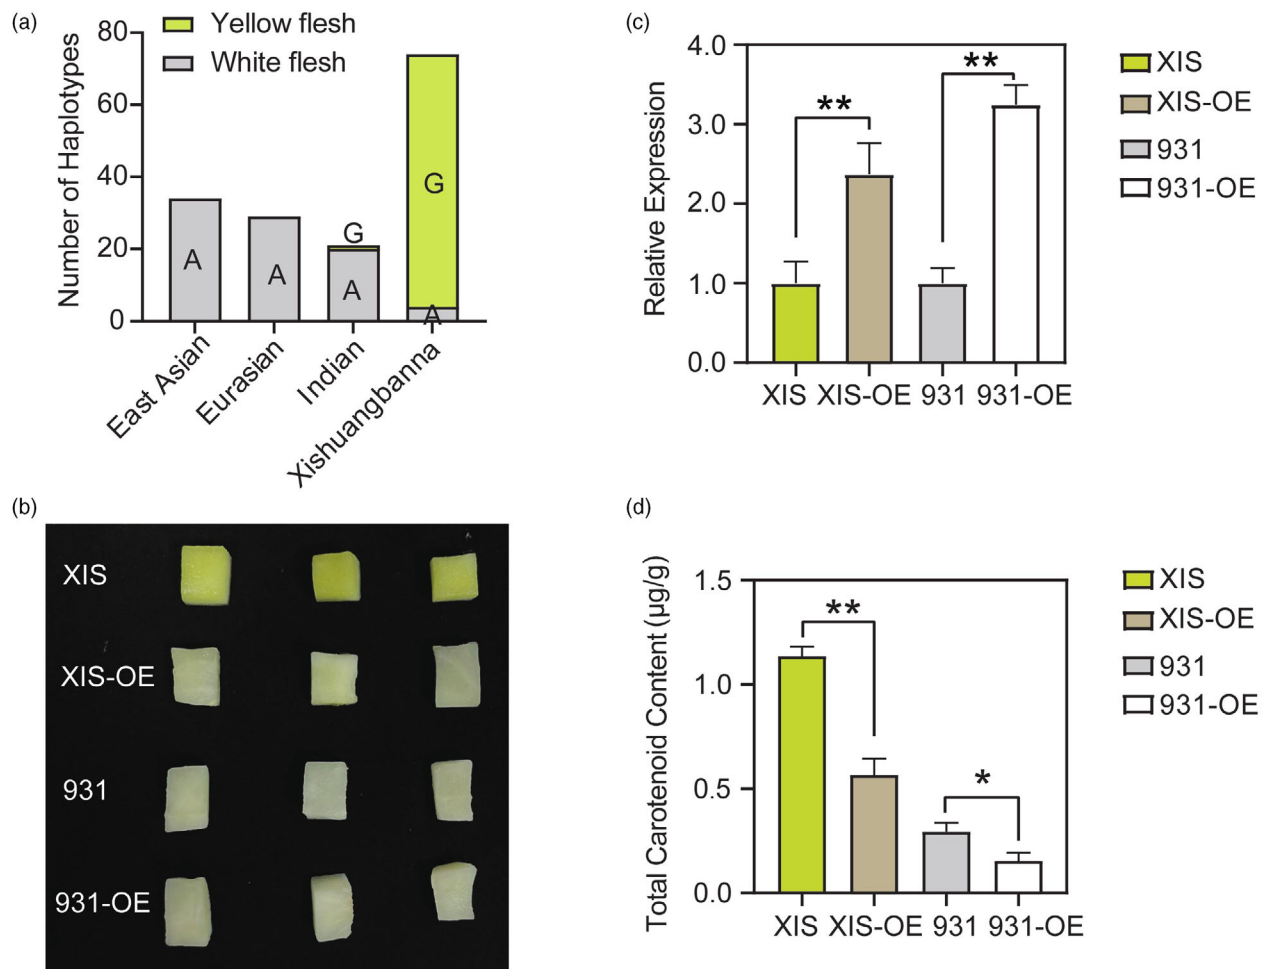 (a)
80
60
40
20
0
Number of Haplotypes
Yellow flesh
White flesh
A
A
G
A
G
A
East Asian
Eurasian
Indian
Xishuangbanna
(c)
4.0
3.0
2.0
1.0
0.0
Relative Expression
**
**
XIS
XIS-OE
931
931-OE
XIS
XIS-OE
931
931-OE
(b)
XIS
XIS-OE
931
931-OE
(d)
1.5
1.0
0.5
0.0
Total Carotenoid Content (µg/g)
**
*
XIS
XIS-OE
931
931-OE
XIS
XIS-OE
931
931-OE